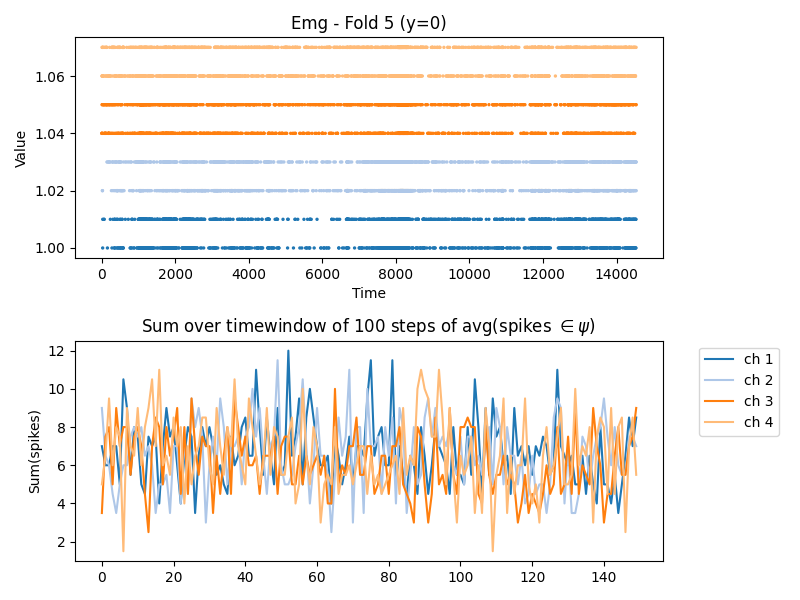 Emg - Fold 5 (y=0)
Value
1.06
1.04
1.02
1.00
0 2000 4000 6000 8000 10000 12000 14000
Time
Sum over timewindow of 100 steps of avg(spikes ∈ ψ)
Sum(spikes)
12
10
8
6
4
2
0 20 40 60 80 100 120 140
ch 1
ch 2
ch 3
ch 4